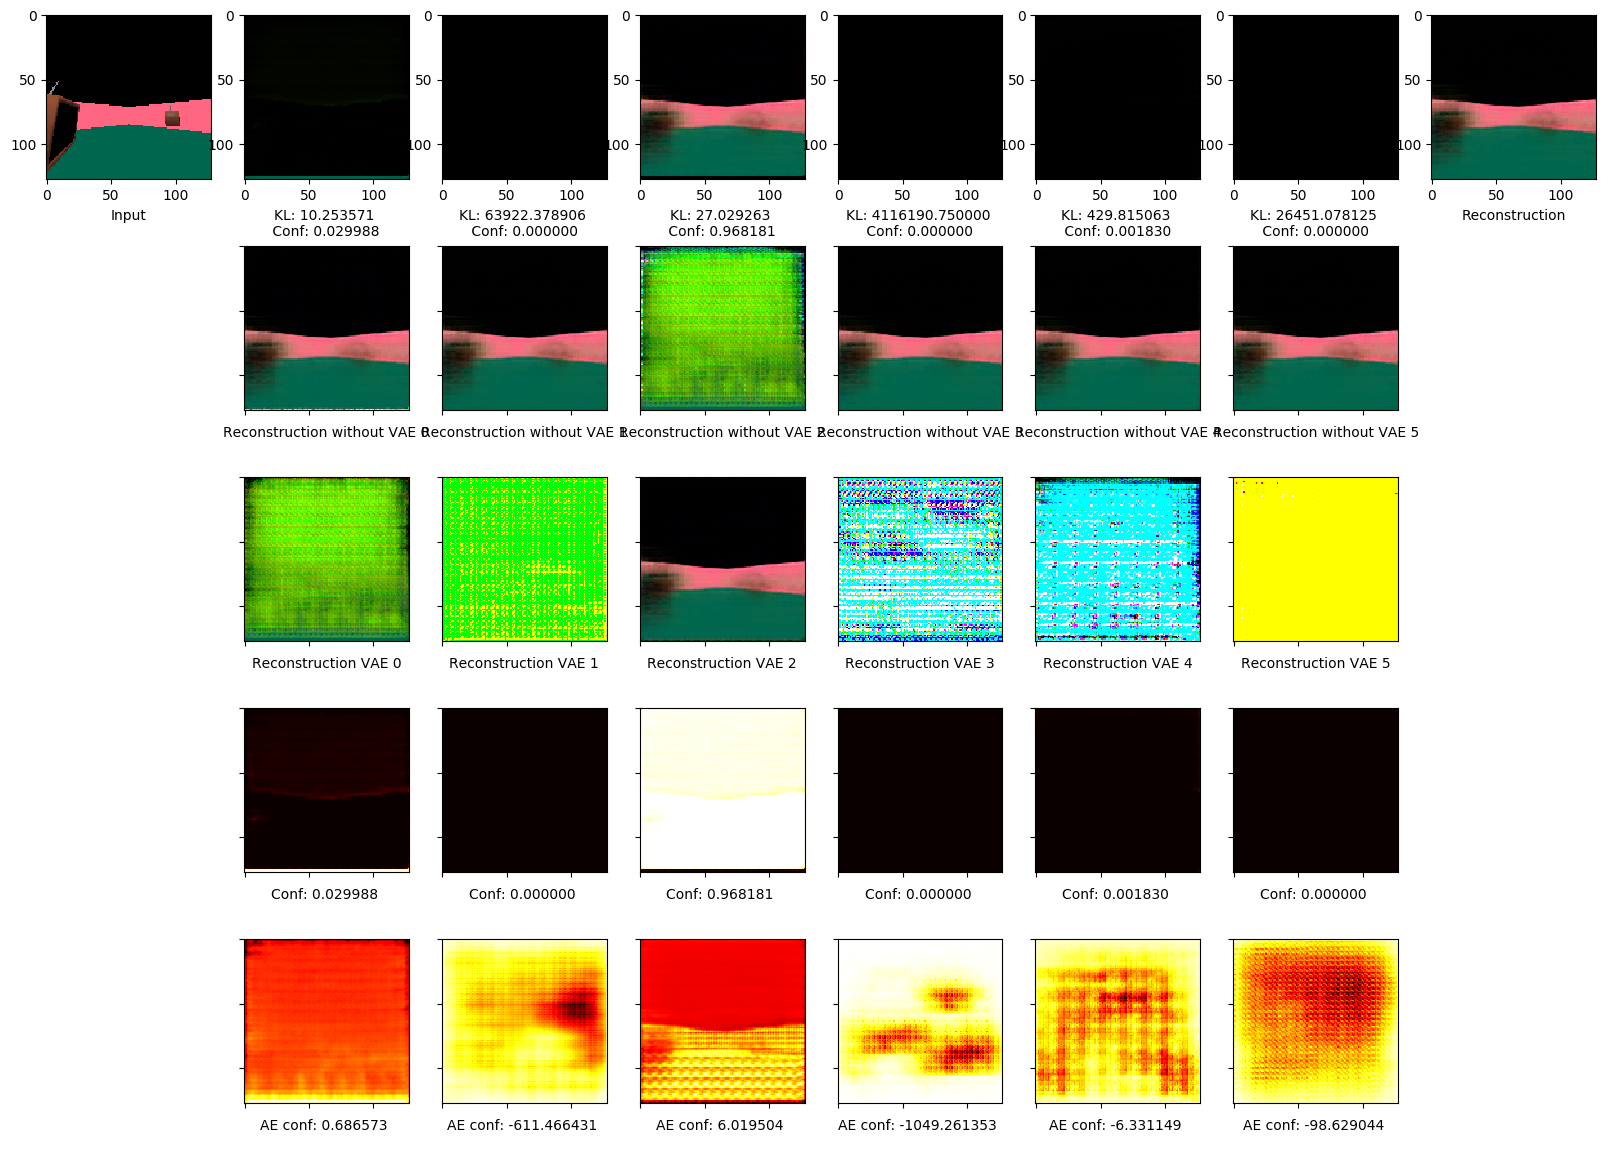 0 0 0 0 0 0 0 0
50 50 50 50 50 50 50 50
100 100 100 100 100 100 100 100
0 50 100 0 50 100 0 50 100 0 50 100 0 50 100 0 50 100 0 50 100 0 50 100
Input KL: 10.253571 KL: 63922.378906 KL: 27.029263 KL: 4116190.750000 KL: 429.815063 KL: 26451.078125 Reconstruction
Conf: 0.029988 Conf: 0.000000 Conf: 0.968181 Conf: 0.000000 Conf: 0.001830 Conf: 0.000000
Reconstruction without VAE 0 Reconstruction without VAE 1 Reconstruction without VAE 2 Reconstruction without VAE 3 Reconstruction without VAE 4 Reconstruction without VAE 5
Reconstruction VAE 0 Reconstruction VAE 1 Reconstruction VAE 2 Reconstruction VAE 3 Reconstruction VAE 4 Reconstruction VAE 5
Conf: 0.029988 Conf: 0.000000 Conf: 0.968181 Conf: 0.000000 Conf: 0.001830 Conf: 0.000000
AE conf: 0.686573 AE conf: -611.466431 AE conf: 6.019504 AE conf: -1049.261353 AE conf: -6.331149 AE conf: -98.629044